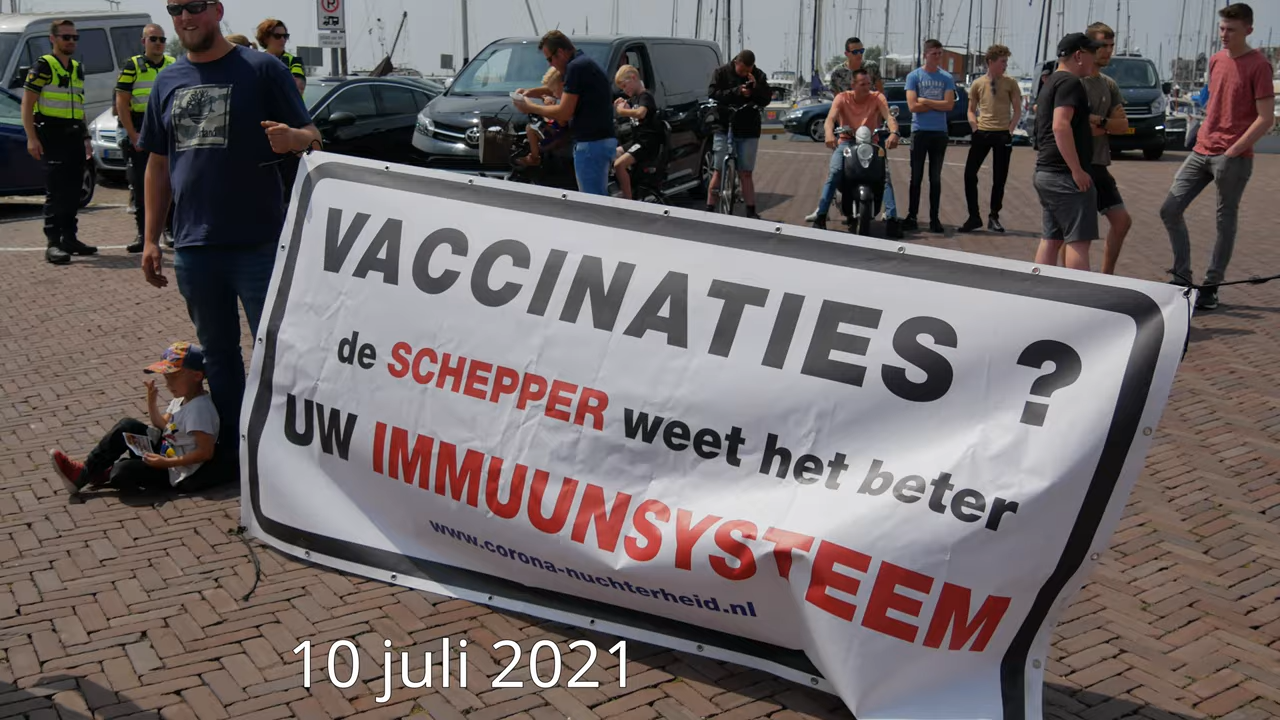 VACCINATIES ?
de SCHEPPER weet het beter
UW IMMUUNSYSTEEM
www.corona-nuchterheid.nl
10 juli 2021